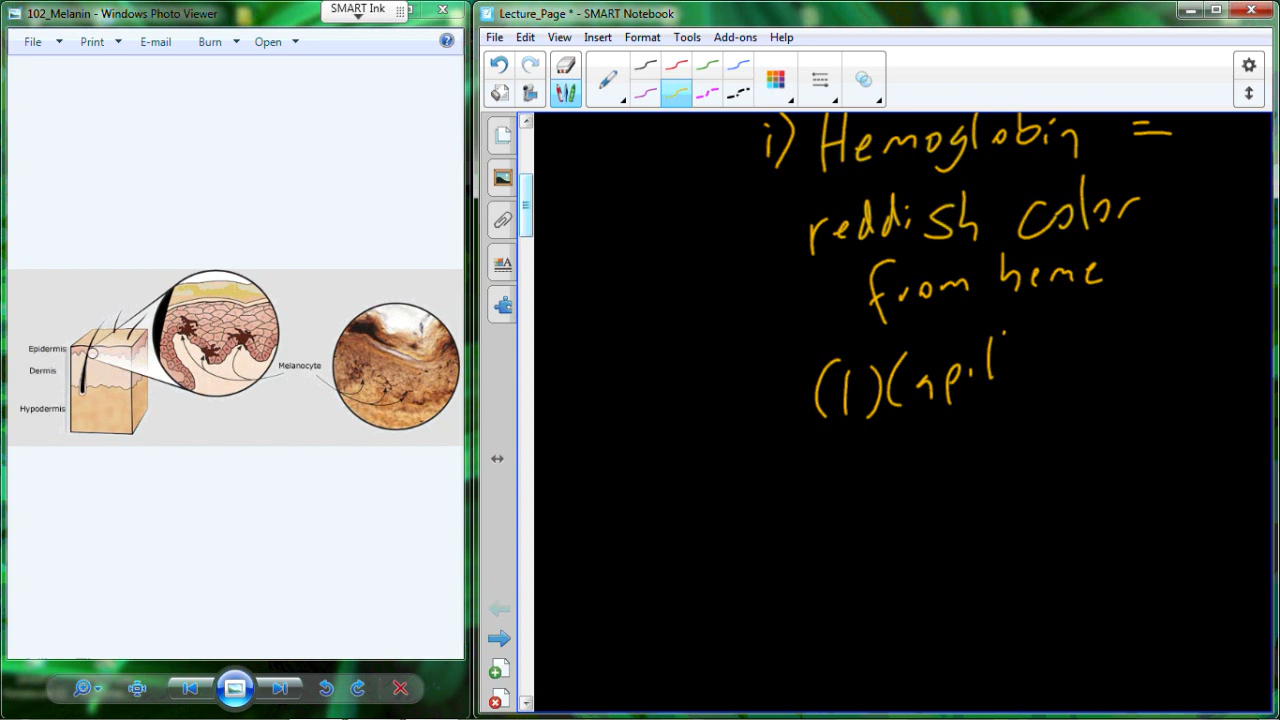 102_Melanin - Windows Photo Viewer
SMART Ink
File Print E-mail Burn Open
Epidermis
Dermis
Hypodermis
Melanocyte
Lecture_Page * - SMART Notebook
File Edit View Insert Format Tools Add-ons Help
i) Hemoglobin =
reddish color
from heme
(1) Capil